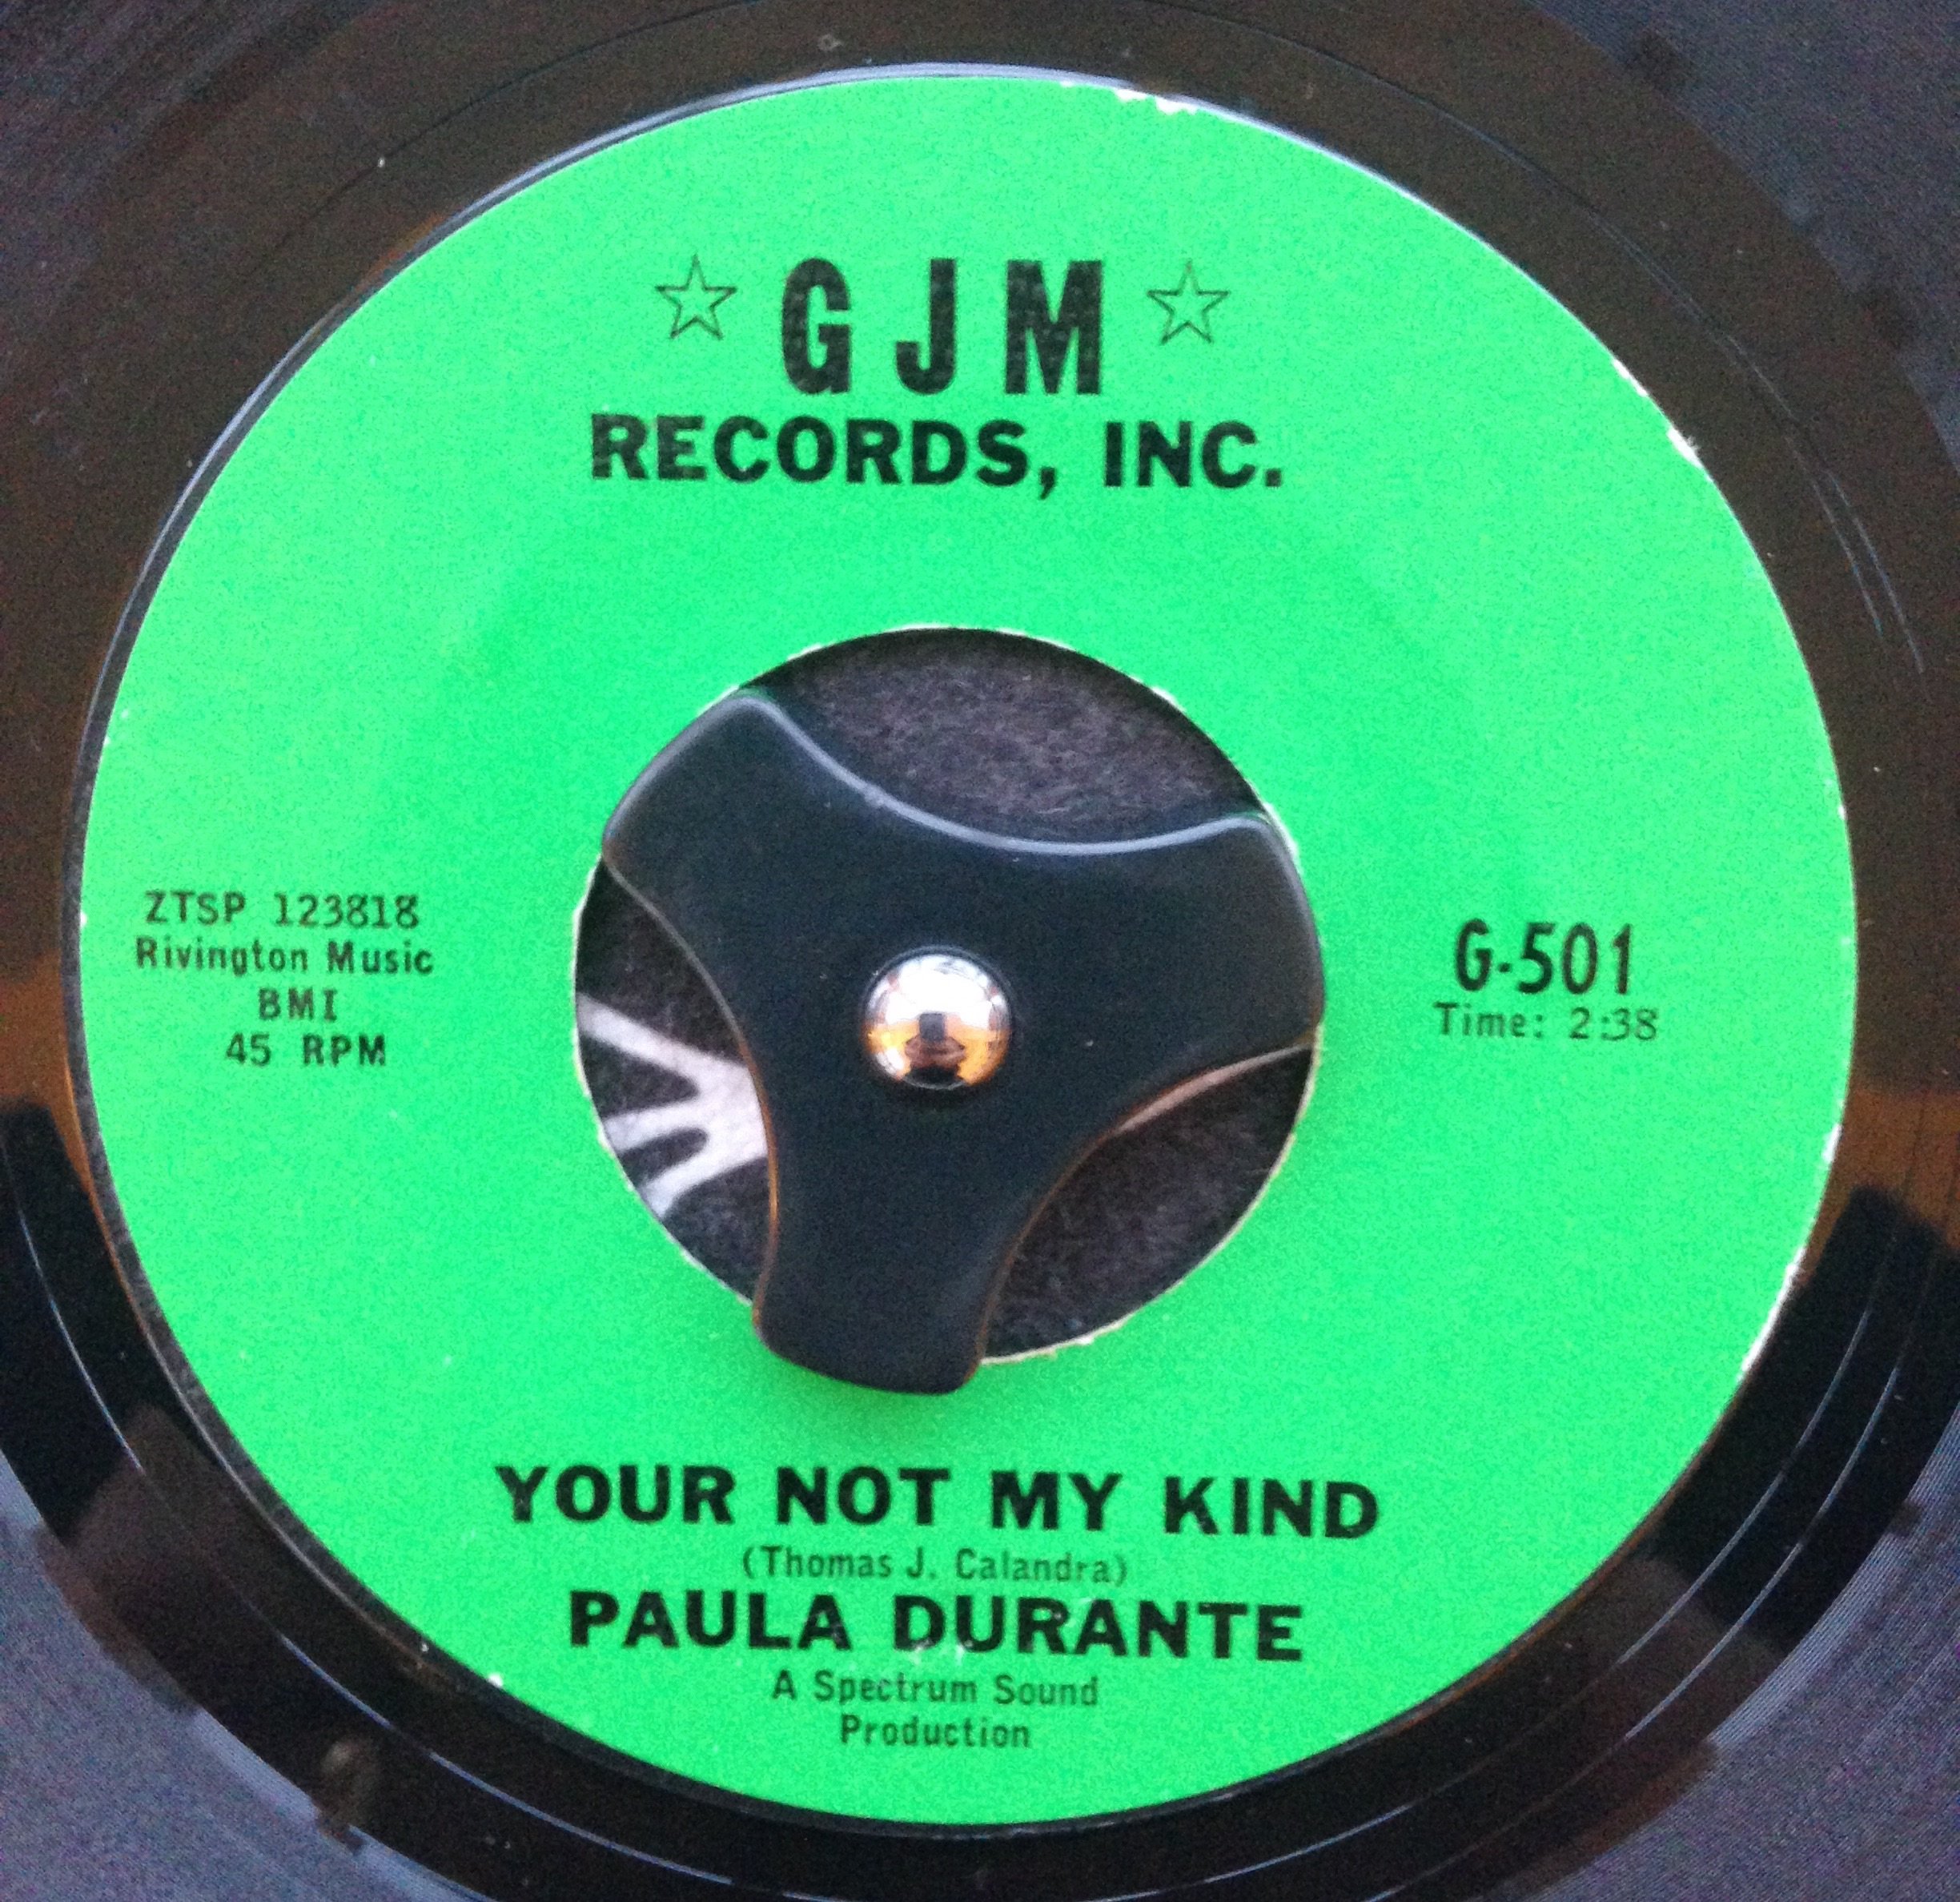 ☆ GJM ☆
RECORDS, INC.
ZTSP 123818
Rivington Music
BMI
45 RPM
G-501
Time: 2:38
YOUR NOT MY KIND
(Thomas J. Calandra)
PAULA DURANTE
A Spectrum Sound
Production